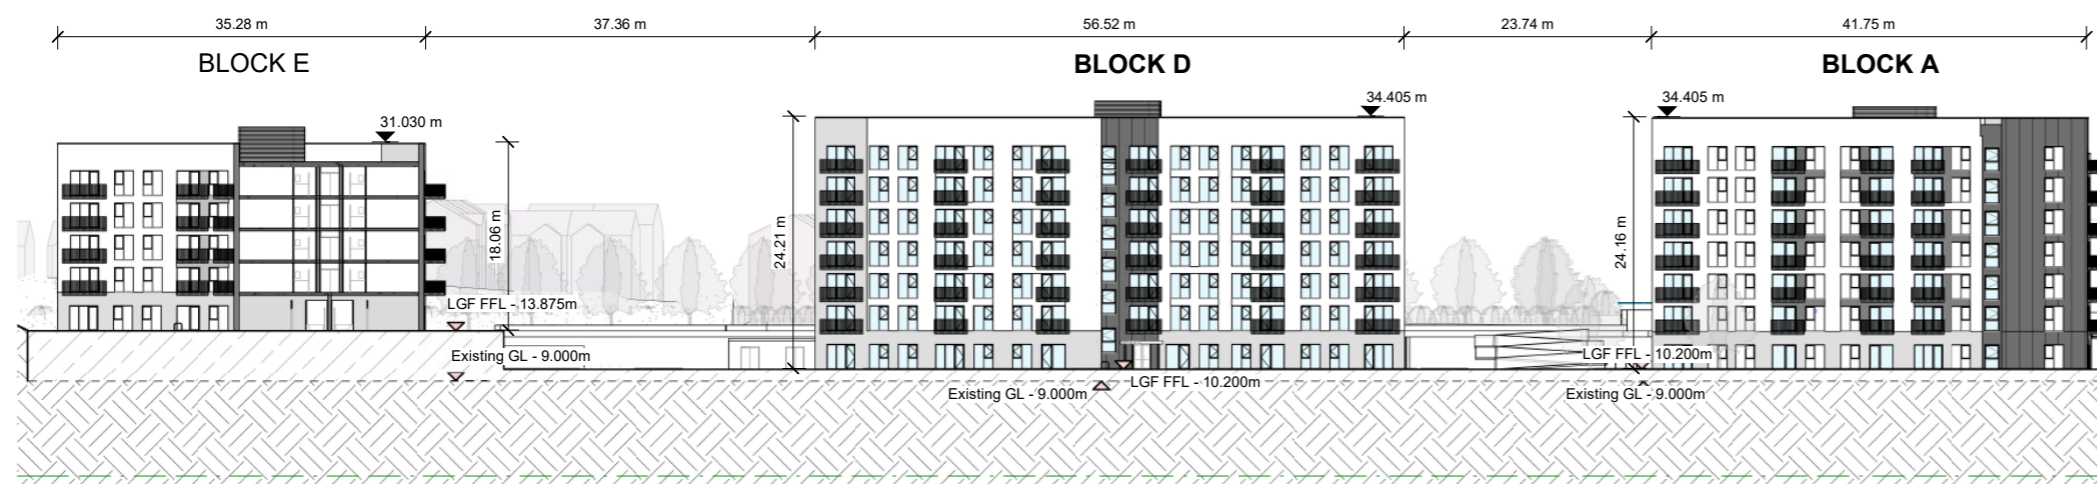 35.28 m
37.36 m
56.52 m
23.74 m
41.75 m
BLOCK E
BLOCK D
BLOCK A
31.030 m
34.405 m
34.405 m
18.06 m
24.21 m
24.16 m
LGF FFL - 13.875m
Existing GL - 9.000m
LGF FFL - 10.200m
Existing GL - 9.000m
LGF FFL - 10.200m
Existing GL - 9.000m